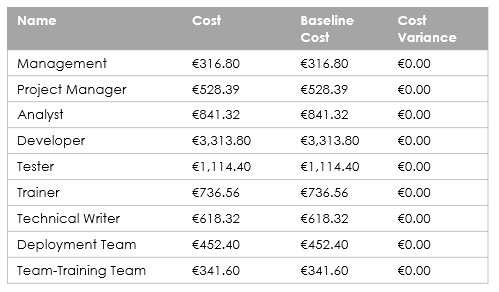 Name Cost Baseline Cost Cost Variance
Management €316.80 €316.80 €0.00
Project Manager €528.39 €528.39 €0.00
Analyst €841.32 €841.32 €0.00
Developer €3,313.80 €3,313.80 €0.00
Tester €1,114.40 €1,114.40 €0.00
Trainer €736.56 €736.56 €0.00
Technical Writer €618.32 €618.32 €0.00
Deployment Team €452.40 €452.40 €0.00
Team-Training Team €341.60 €341.60 €0.00